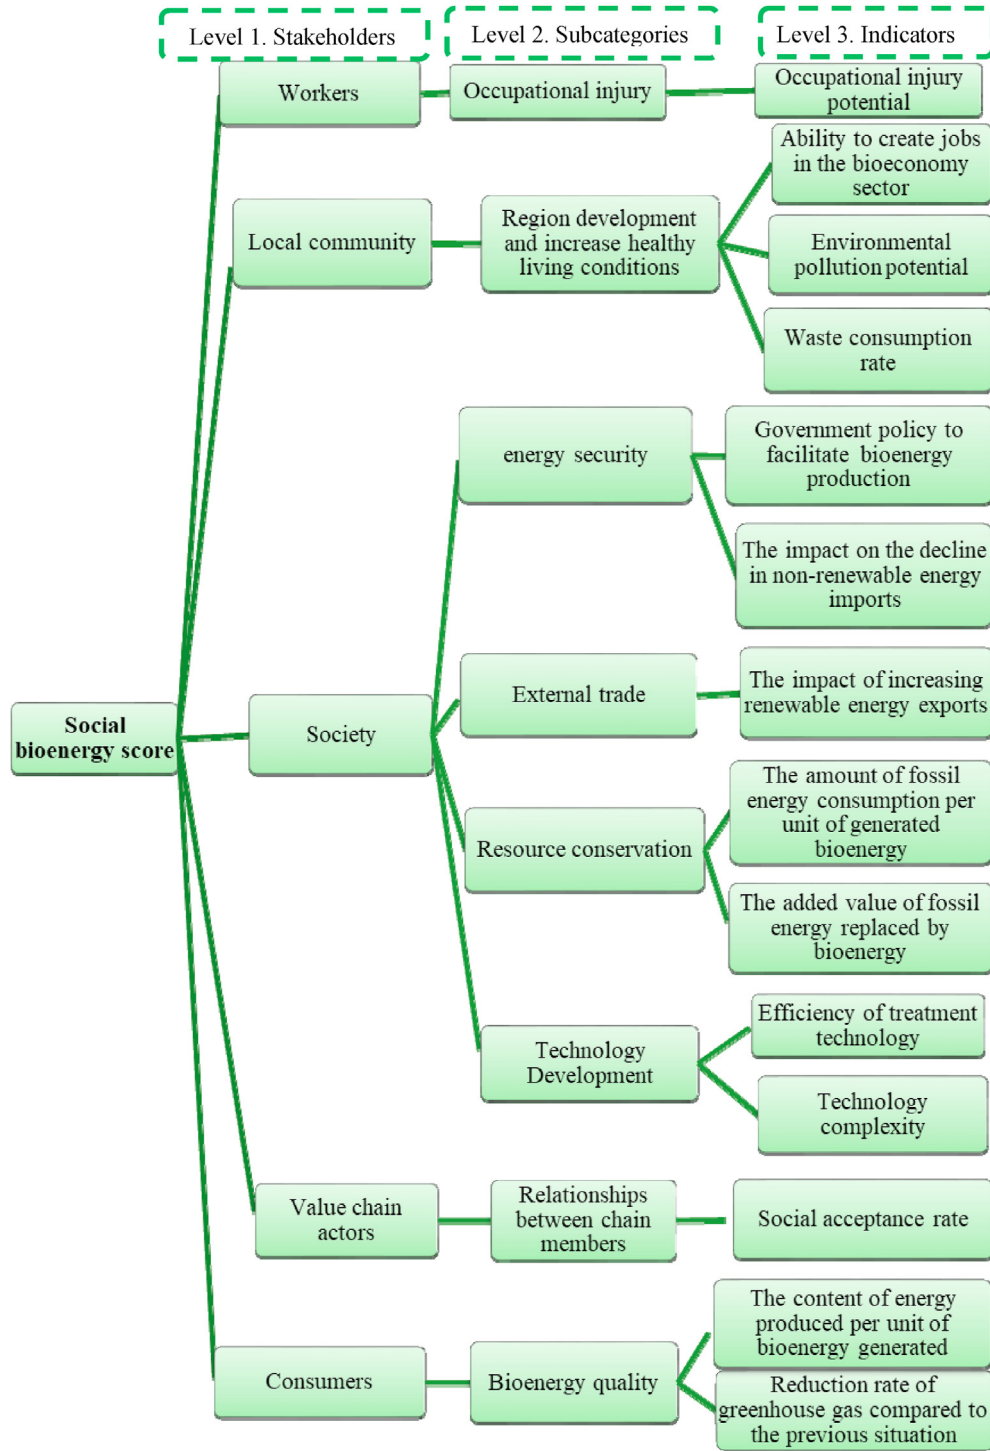 Level 1. Stakeholders
Level 2. Subcategories
Level 3. Indicators
Workers
Occupational injury
Occupational injury
potential
Ability to create jobs
in the bioeconomy
sector
Local community
Region development
and increase healthy
living conditions
Environmental
pollution potential
Waste consumption
rate
energy security
Government policy to
facilitate bioenergy
production
The impact on the decline
in non-renewable energy
imports
Social
bioenergy score
Society
External trade
The impact of increasing
renewable energy exports
Resource conservation
The amount of fossil
energy consumption per
unit of generated
bioenergy
The added value of fossil
energy replaced by
bioenergy
Technology
Development
Efficiency of treatment
technology
Technology
complexity
Value chain
actors
Relationships
between chain
members
Social acceptance rate
Consumers
Bioenergy quality
The content of energy
produced per unit of
bioenergy generated
Reduction rate of
greenhouse gas compared to
the previous situation